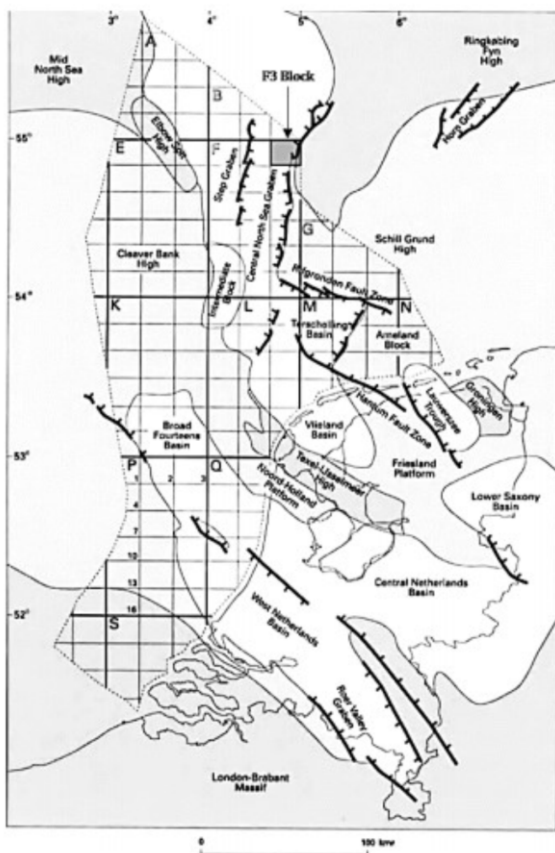 3°
4°
5°
6°
A
Mid
North Sea
High
Ringkøbing
Fyn
High
B
F3 Block
Horn Graben
55°
E
Elbow Spit
High
Step Graben
Central North Sea Graben
G
Schill Grund
High
Cleaver Bank
High
Intermediate
Block
Rifgronden Fault Zone
54°
K
L
M
N
Terschelling
Basin
Ameland
Block
Lauwerszee
Trough
Groningen
High
Hantum Fault Zone
Broad
Fourteens
Basin
Vlieland
Basin
Friesland
Platform
53°
P
Q
Texel-IJsselmeer
High
Noord-Holland
Platform
Lower Saxony
Basin
1
2
3
4
7
10
13
16
Central Netherlands
Basin
52°
S
West Netherlands
Basin
Roer Valley
Graben
London-Brabant
Massif
0
100 kms